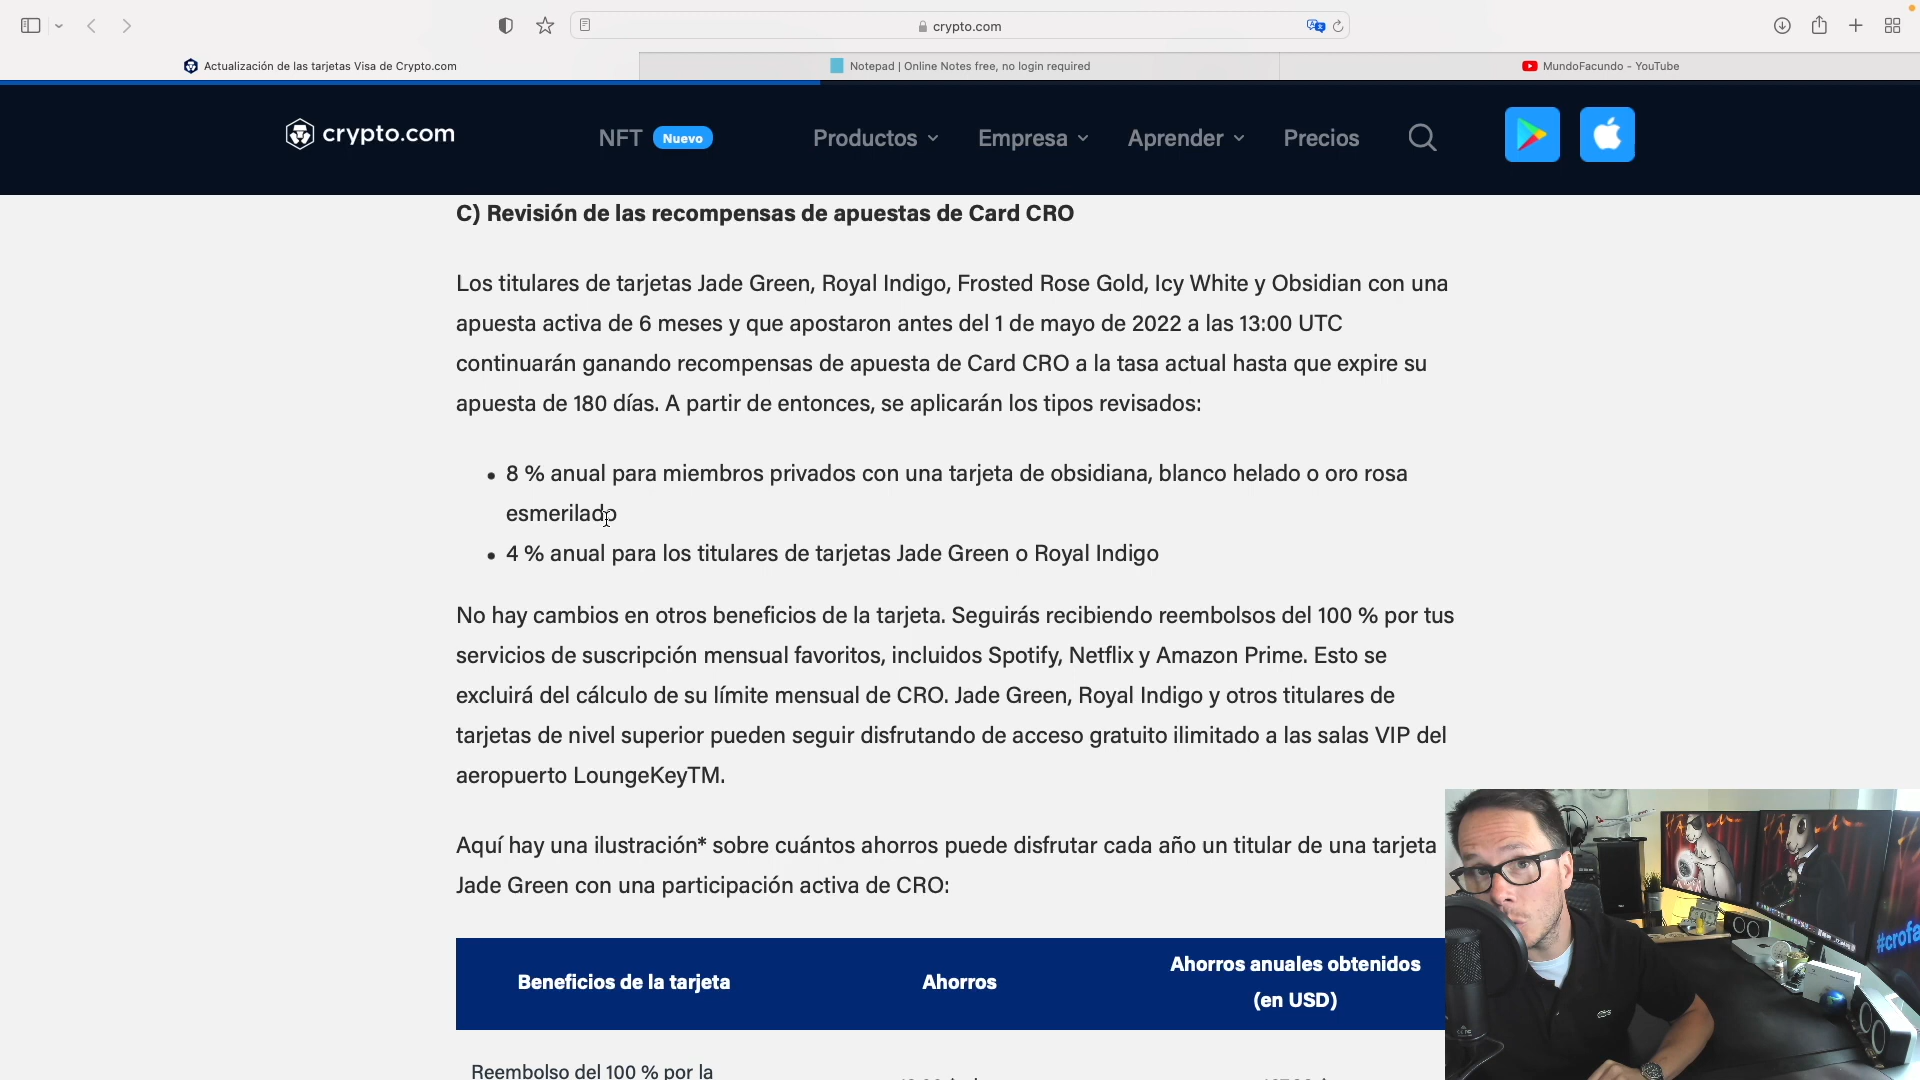 crypto.com
Actualización de las tarjetas Visa de Crypto.com
Notepad | Online Notes free, no login required
MundoFacundo - YouTube
crypto.com
NFT
Nuevo
Productos
Empresa
Aprender
Precios
C) Revisión de las recompensas de apuestas de Card CRO
Los titulares de tarjetas Jade Green, Royal Indigo, Frosted Rose Gold, Icy White y Obsidian con una
apuesta activa de 6 meses y que apostaron antes del 1 de mayo de 2022 a las 13:00 UTC
continuarán ganando recompensas de apuesta de Card CRO a la tasa actual hasta que expire su
apuesta de 180 días. A partir de entonces, se aplicarán los tipos revisados:
• 8 % anual para miembros privados con una tarjeta de obsidiana, blanco helado o oro rosa
esmerilado
• 4 % anual para los titulares de tarjetas Jade Green o Royal Indigo
No hay cambios en otros beneficios de la tarjeta. Seguirás recibiendo reembolsos del 100 % por tus
servicios de suscripción mensual favoritos, incluidos Spotify, Netflix y Amazon Prime. Esto se
excluirá del cálculo de su límite mensual de CRO. Jade Green, Royal Indigo y otros titulares de
tarjetas de nivel superior pueden seguir disfrutando de acceso gratuito ilimitado a las salas VIP del
aeropuerto LoungeKeyTM.
Aquí hay una ilustración* sobre cuántos ahorros puede disfrutar cada año un titular de una tarjeta
Jade Green con una participación activa de CRO:
Beneficios de la tarjeta
Ahorros
Ahorros anuales obtenidos
(en USD)
Reembolso del 100 % por la
#crofa